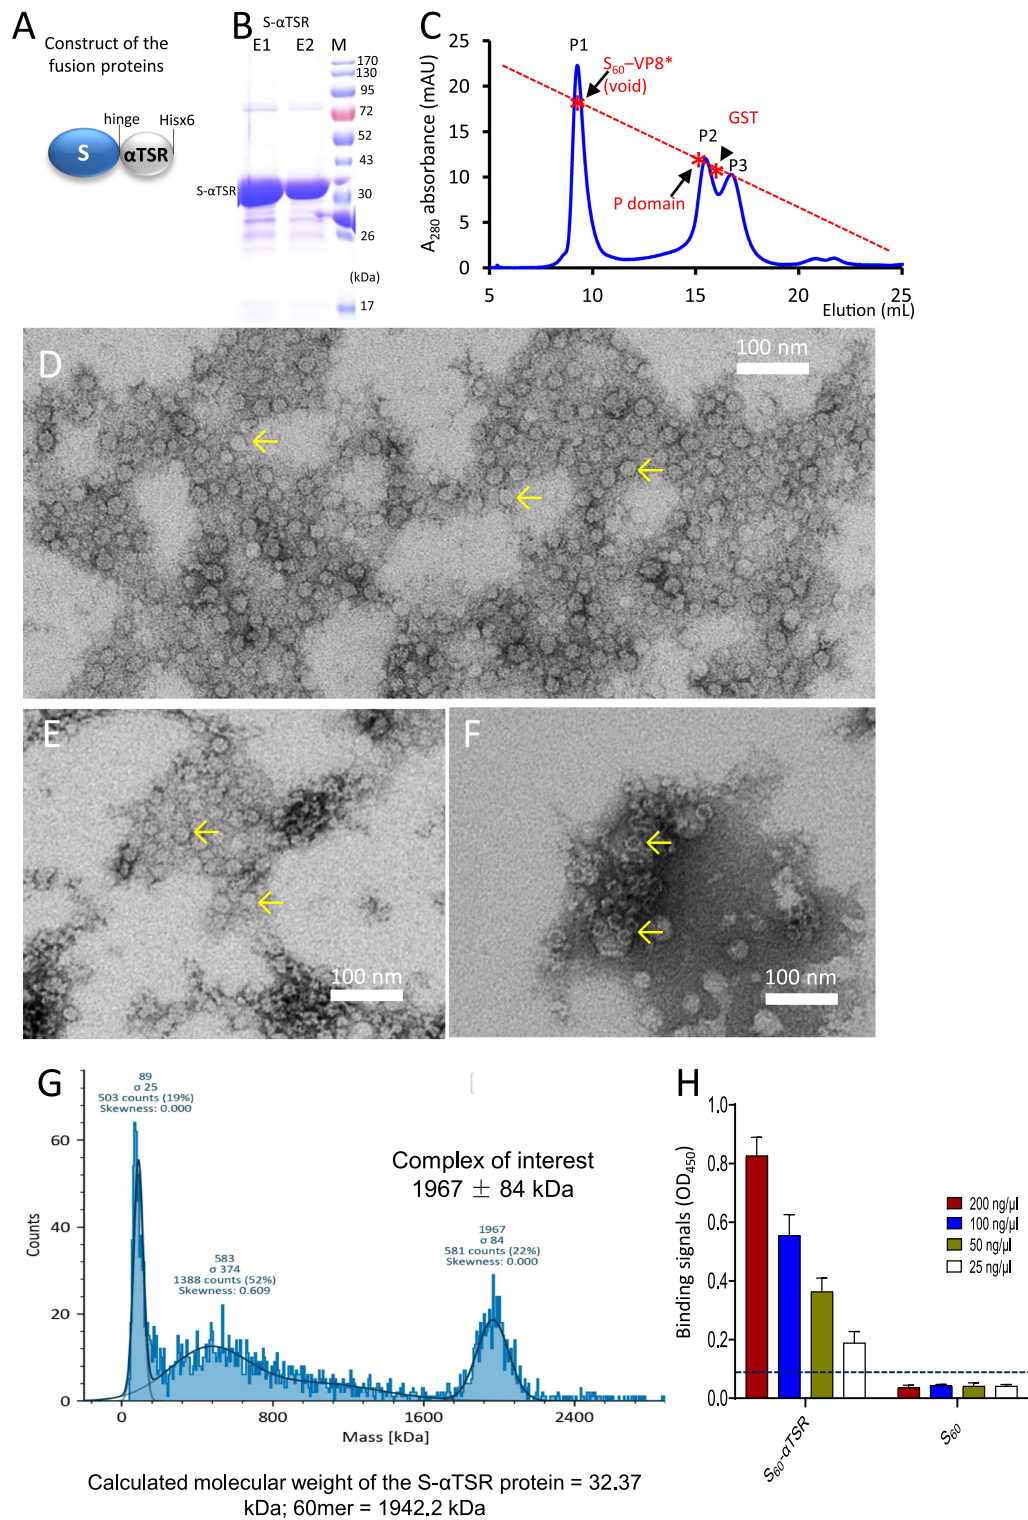 A
Construct of the
fusion proteins
hinge
Hisx6
S
αTSR
B
S-αTSR
E1 E2 M
170
130
95
72
52
43
S-αTSR
30
26
(kDa)
17
C
25
20
15
10
5
0
A280 absorbance (mAU)
P1
S60–VP8*
(void)
GST
P2
P3
P domain
5 10 15 20 25
Elution (mL)
D
100 nm
E
100 nm
F
100 nm
G
89
σ 25
503 counts (19%)
Skewness: 0.000
60
40
20
0
Counts
Complex of interest
1967 ± 84 kDa
583
σ 374
1388 counts (52%)
Skewness: 0.609
1967
σ 84
581 counts (22%)
Skewness: 0.000
0 800 1600 2400
Mass [kDa]
Calculated molecular weight of the S-αTSR protein = 32.37
kDa; 60mer = 1942.2 kDa
H
1.0
0.8
0.6
0.4
0.2
0.0
Binding signals (OD450)
200 ng/µl
100 ng/µl
50 ng/µl
25 ng/µl
S60-αTSR
S60